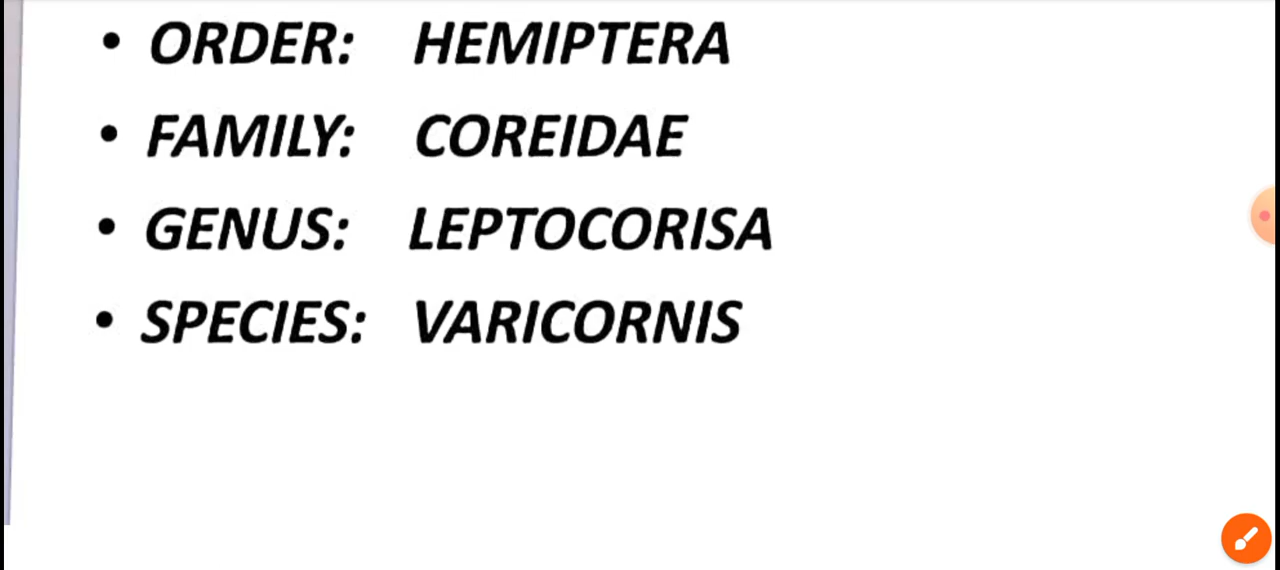 • ORDER: HEMIPTERA
• FAMILY: COREIDAE
• GENUS: LEPTOCORISA
• SPECIES: VARICORNIS